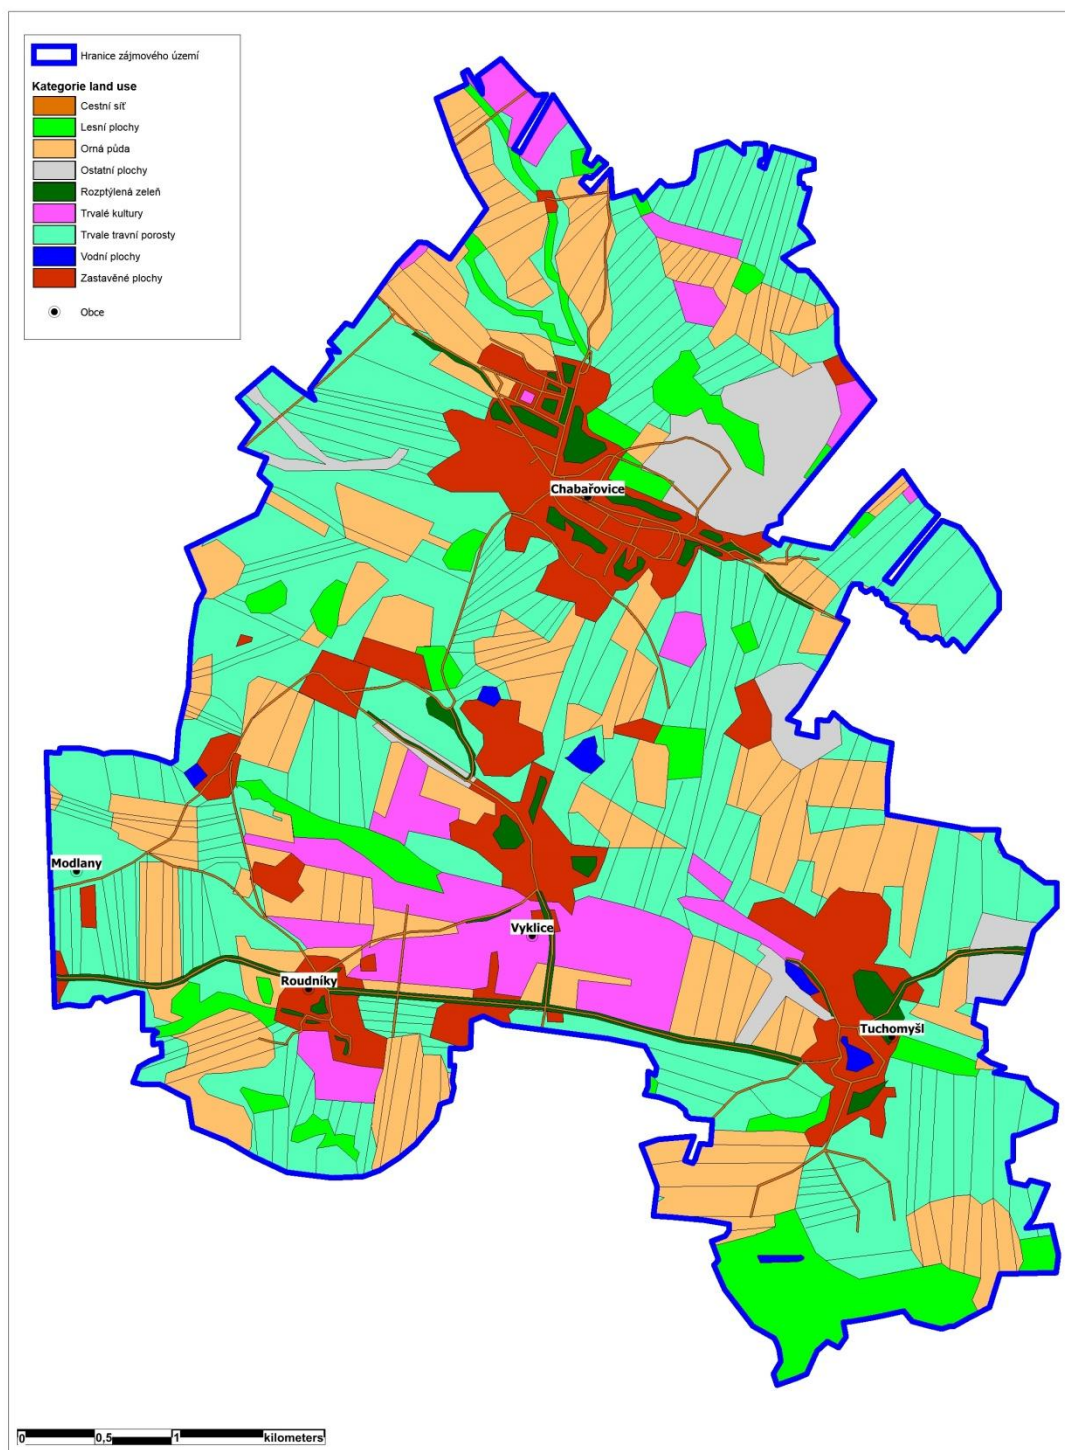 Hranice zájmového území
Kategorie land use
Cestní síť
Lesní plochy
Orná půda
Ostatní plochy
Rozptýlená zeleň
Trvalé kultury
Trvale travní porosty
Vodní plochy
Zastavěné plochy
Obce
Chabařovice
Modlany
Vyklice
Roudníky
Tuchomyšl
0 0,5 1 kilometers